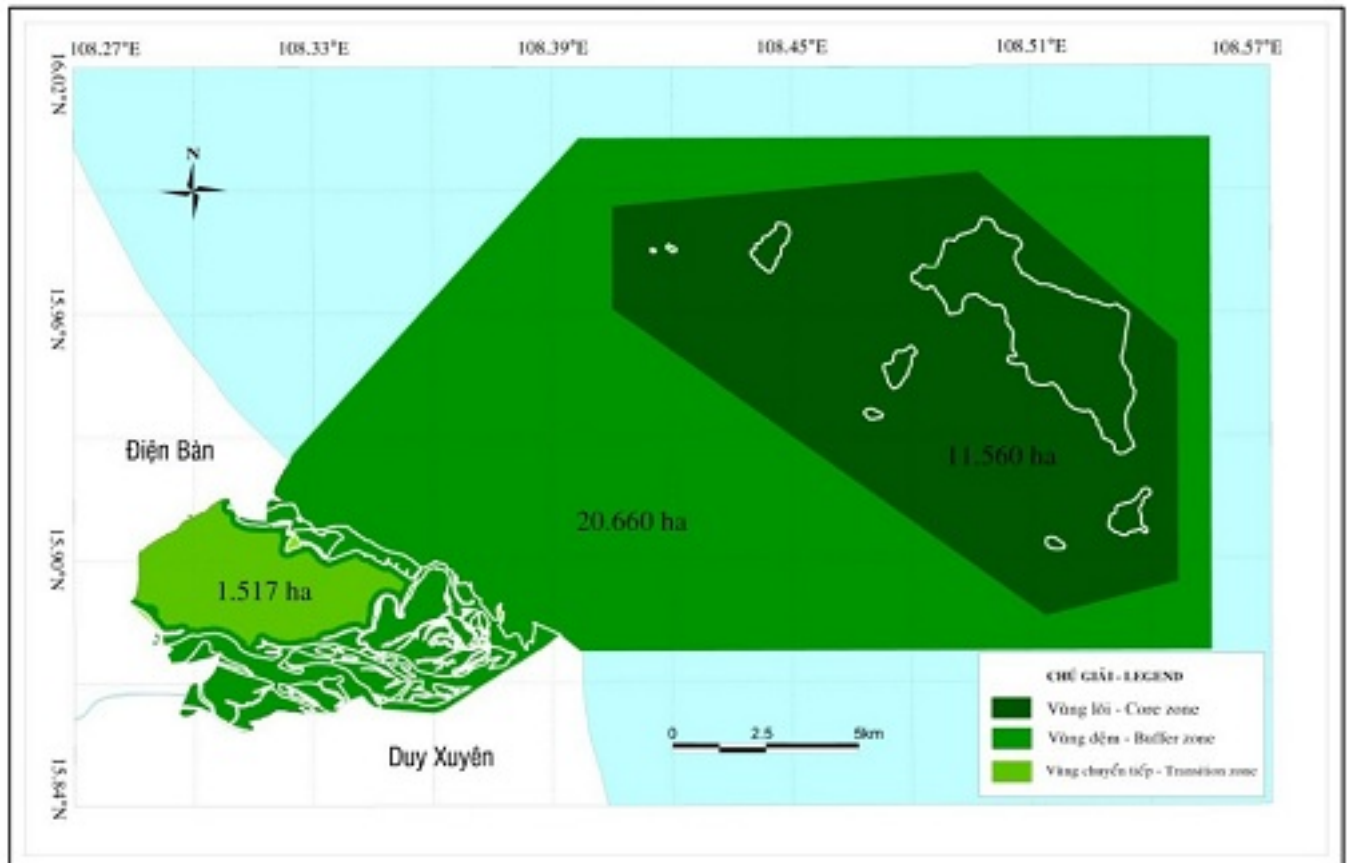 108.27°E 108.33°E 108.39°E 108.45°E 108.51°E 108.57°E
16.02°N
N
15.96°N
Điện Bàn
11.560 ha
20.660 ha
15.90°N
1.517 ha
CHÚ GIẢI - LEGEND
Vùng lõi - Core zone
0 2.5 5km
Vùng đệm - Buffer zone
Duy Xuyên
Vùng chuyển tiếp - Transition zone
15.84°N